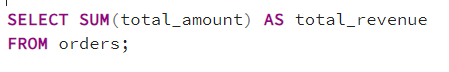 SELECT SUM(total_amount) AS total_revenue
FROM orders;